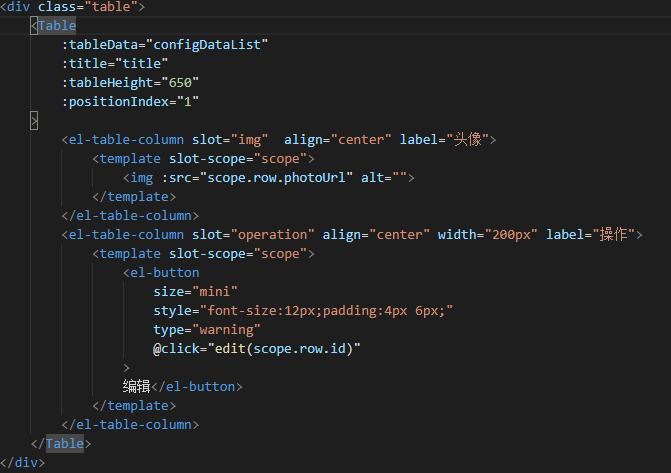 <div class="table">
<Table
:tableData="configDataList"
:title="title"
:tableHeight="650"
:positionIndex="1"
>
<el-table-column slot="img"  align="center" label="头像">
<template slot-scope="scope">
<img :src="scope.row.photoUrl" alt="">
</template>
</el-table-column>
<el-table-column slot="operation" align="center" width="200px" label="操作">
<template slot-scope="scope">
<el-button
size="mini"
style="font-size:12px;padding:4px 6px;"
type="warning"
@click="edit(scope.row.id)"
>
编辑</el-button>
</template>
</el-table-column>
</Table>
</div>